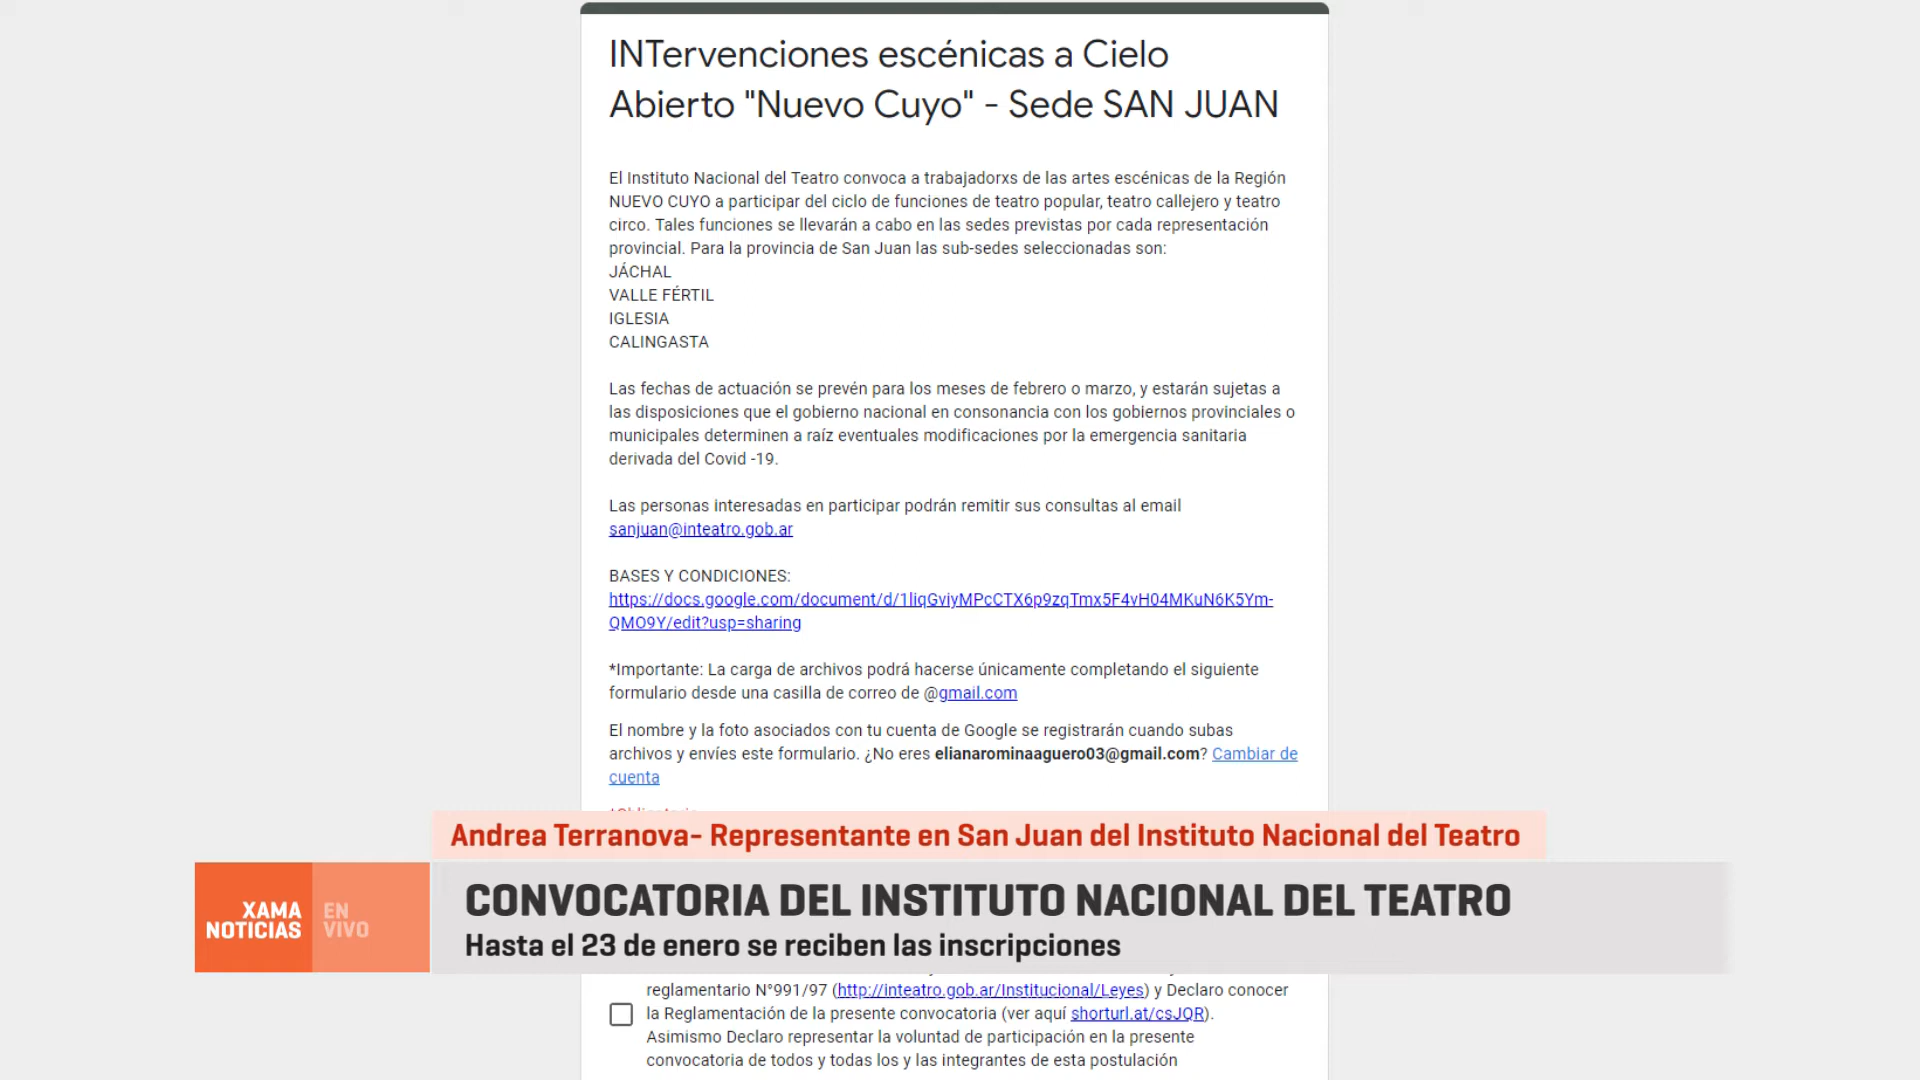 INTervenciones escénicas a Cielo
Abierto "Nuevo Cuyo" - Sede SAN JUAN
El Instituto Nacional del Teatro convoca a trabajadorxs de las artes escénicas de la Región
NUEVO CUYO a participar del ciclo de funciones de teatro popular, teatro callejero y teatro
circo. Tales funciones se llevarán a cabo en las sedes previstas por cada representación
provincial. Para la provincia de San Juan las sub-sedes seleccionadas son:
JÁCHAL
VALLE FÉRTIL
IGLESIA
CALINGASTA
Las fechas de actuación se prevén para los meses de febrero o marzo, y estarán sujetas a
las disposiciones que el gobierno nacional en consonancia con los gobiernos provinciales o
municipales determinen a raíz eventuales modificaciones por la emergencia sanitaria
derivada del Covid -19.
Las personas interesadas en participar podrán remitir sus consultas al email
sanjuan@inteatro.gob.ar
BASES Y CONDICIONES:
https://docs.google.com/document/d/1liqGviyMPcCTX6p9zqTmx5F4vH04MKuN6K5Ym-
QMO9Y/edit?usp=sharing
*Importante: La carga de archivos podrá hacerse únicamente completando el siguiente
formulario desde una casilla de correo de @gmail.com
El nombre y la foto asociados con tu cuenta de Google se registrarán cuando subas
archivos y envíes este formulario. ¿No eres elianarominaaguero03@gmail.com? Cambiar de
cuenta
Andrea Terranova- Representante en San Juan del Instituto Nacional del Teatro
XAMA
NOTICIAS
EN
VIVO
CONVOCATORIA DEL INSTITUTO NACIONAL DEL TEATRO
Hasta el 23 de enero se reciben las inscripciones
reglamentario N°991/97 (http://inteatro.gob.ar/Institucional/Leyes) y Declaro conocer
la Reglamentación de la presente convocatoria (ver aquí shorturl.at/csJQR).
Asimismo Declaro representar la voluntad de participación en la presente
convocatoria de todos y todas los y las integrantes de esta postulación